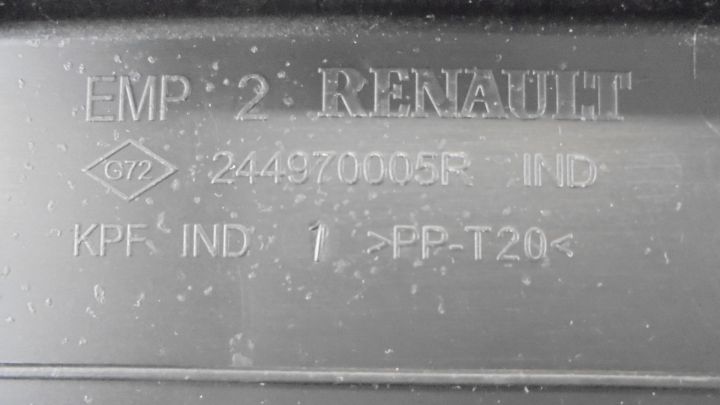 EMP 2 RENAULT
G72 244970005R IND
KPF IND 1 >PP-T20<